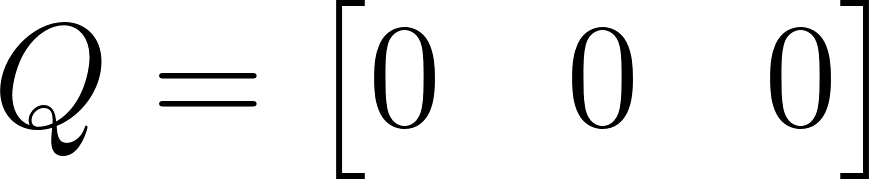 Q = [0 0 0]